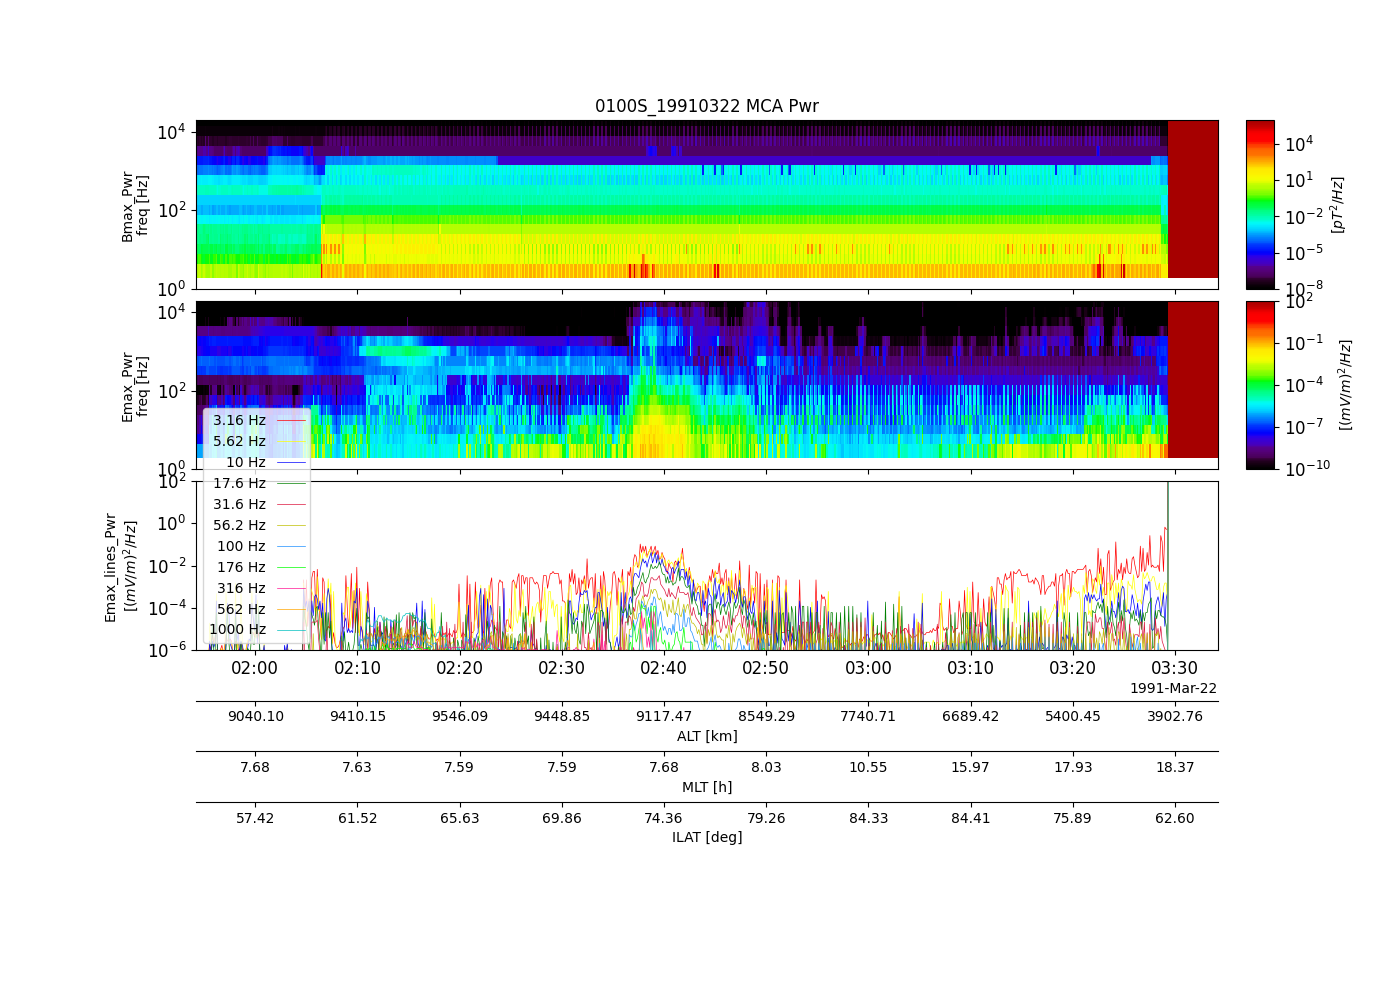 0100S_19910322 MCA Pwr
10^4
10^2
10^0
Bmax_Pwr
freq [Hz]
10^4
10^1
10^-2
10^-5
10^-8
[pT^2/Hz]
10^4
10^2
10^0
Emax_Pwr
freq [Hz]
10^2
10^-1
10^-4
10^-7
10^-10
[(mV/m)^2/Hz]
3.16 Hz
5.62 Hz
10 Hz
17.6 Hz
31.6 Hz
56.2 Hz
100 Hz
176 Hz
316 Hz
562 Hz
1000 Hz
10^2
10^0
10^-2
10^-4
10^-6
Emax_lines_Pwr
[(mV/m)^2/Hz]
02:00 02:10 02:20 02:30 02:40 02:50 03:00 03:10 03:20 03:30
1991-Mar-22
9040.10 9410.15 9546.09 9448.85 9117.47 8549.29 7740.71 6689.42 5400.45 3902.76
ALT [km]
7.68 7.63 7.59 7.59 7.68 8.03 10.55 15.97 17.93 18.37
MLT [h]
57.42 61.52 65.63 69.86 74.36 79.26 84.33 84.41 75.89 62.60
ILAT [deg]